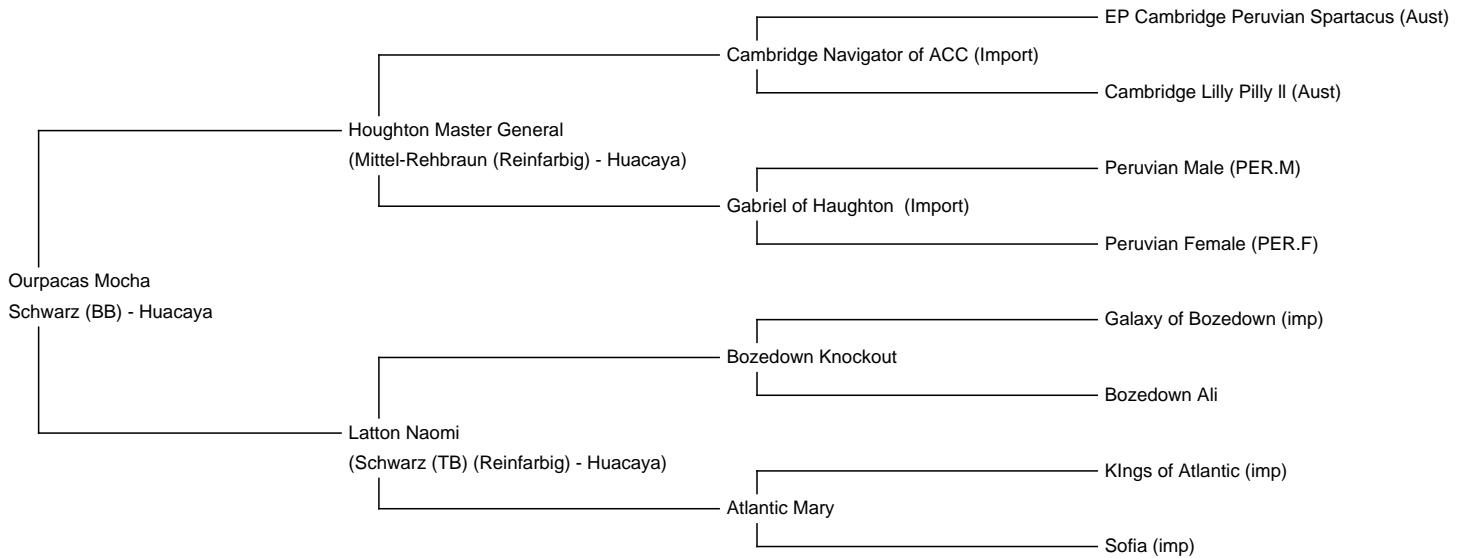 EP Cambridge Peruvian Spartacus (Aust)
Cambridge Navigator of ACC (Import)
Cambridge Lilly Pilly ll (Aust)
Houghton Master General
(Mittel-Rehbraun (Reinfarbig) - Huacaya)
Peruvian Male (PER.M)
Gabriel of Haughton  (Import)
Peruvian Female (PER.F)
Ourpacas Mocha
Schwarz (BB) - Huacaya
Galaxy of Bozedown (imp)
Bozedown Knockout
Bozedown Ali
Latton Naomi
(Schwarz (TB) (Reinfarbig) - Huacaya)
KIngs of Atlantic (imp)
Atlantic Mary
Sofia (imp)